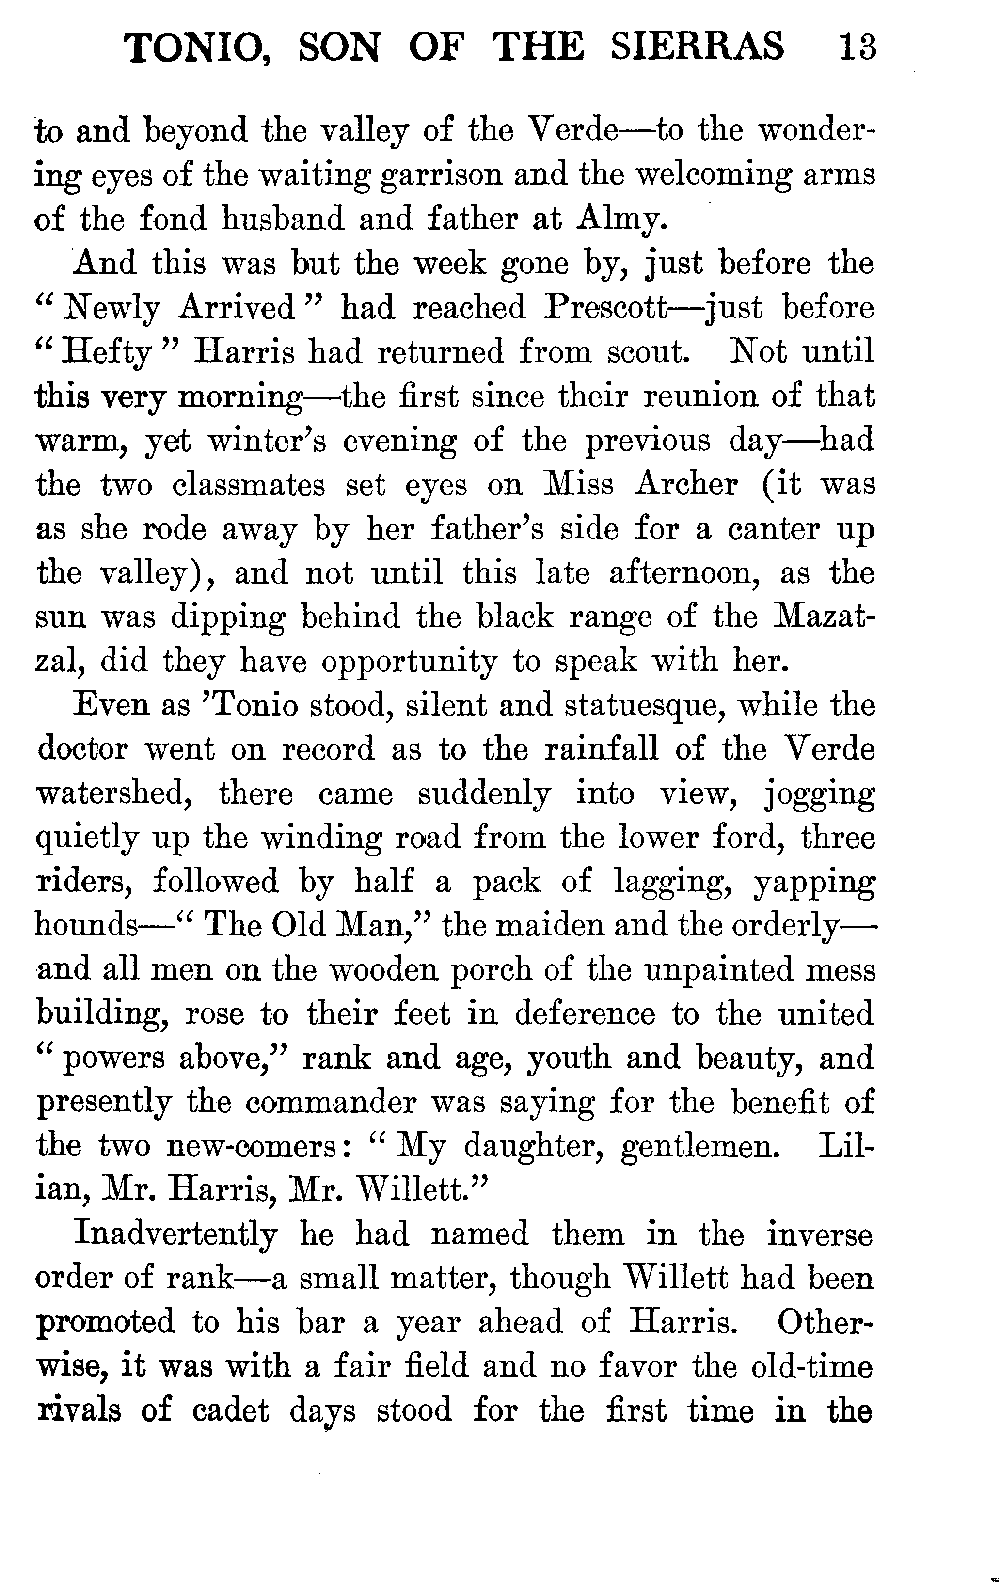 TONIO, SON OF THE SIERRAS 13
to and beyond the valley of the Verde—to the wonder-
ing eyes of the waiting garrison and the welcoming arms
of the fond husband and father at Almy.
And this was but the week gone by, just before the
“Newly Arrived” had reached Prescott—just before
“Hefty” Harris had returned from scout. Not until
this very morning—the first since their reunion of that
warm, yet winter’s evening of the previous day—had
the two classmates set eyes on Miss Archer (it was
as she rode away by her father’s side for a canter up
the valley), and not until this late afternoon, as the
sun was dipping behind the black range of the Mazat-
zal, did they have opportunity to speak with her.
Even as ’Tonio stood, silent and statuesque, while the
doctor went on record as to the rainfall of the Verde
watershed, there came suddenly into view, jogging
quietly up the winding road from the lower ford, three
riders, followed by half a pack of lagging, yapping
hounds—“The Old Man,” the maiden and the orderly—
and all men on the wooden porch of the unpainted mess
building, rose to their feet in deference to the united
“powers above,” rank and age, youth and beauty, and
presently the commander was saying for the benefit of
the two new-comers: “My daughter, gentlemen. Lil-
ian, Mr. Harris, Mr. Willett.”
Inadvertently he had named them in the inverse
order of rank—a small matter, though Willett had been
promoted to his bar a year ahead of Harris. Other-
wise, it was with a fair field and no favor the old-time
rivals of cadet days stood for the first time in the